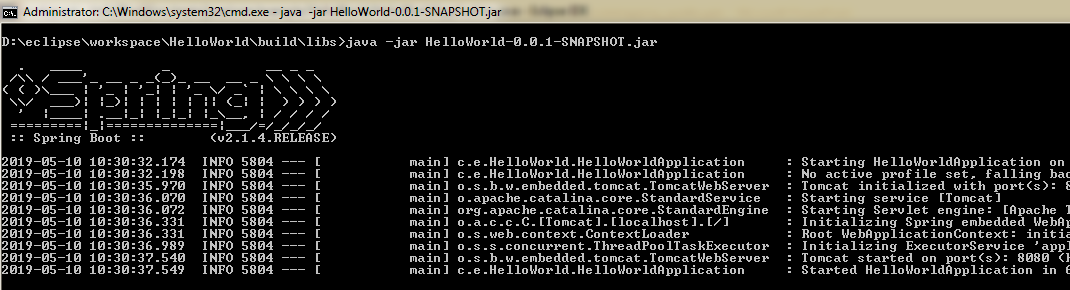 Administrator: C:\Windows\system32\cmd.exe - java -jar HelloWorld-0.0.1-SNAPSHOT.jar
D:\eclipse\workspace\HelloWorld\build\libs>java -jar HelloWorld-0.0.1-SNAPSHOT.jar
Spring
:: Spring Boot :: (v2.1.4.RELEASE)
2019-05-10 10:30:32.174 INFO 5804 --- [ main] c.e.HelloWorld.HelloWorldApplication : Starting HelloWorldApplication on
2019-05-10 10:30:32.198 INFO 5804 --- [ main] c.e.HelloWorld.HelloWorldApplication : No active profile set, falling bac
2019-05-10 10:30:35.970 INFO 5804 --- [ main] o.s.b.w.embedded.tomcat.TomcatWebServer : Tomcat initialized with port(s): 8
2019-05-10 10:30:36.070 INFO 5804 --- [ main] o.apache.catalina.core.StandardService : Starting service [Tomcat]
2019-05-10 10:30:36.072 INFO 5804 --- [ main] org.apache.catalina.core.StandardEngine : Starting Servlet engine: [Apache T
2019-05-10 10:30:36.331 INFO 5804 --- [ main] o.a.c.c.C.[Tomcat].[localhost].[/] : Initializing Spring embedded WebAp
2019-05-10 10:30:36.331 INFO 5804 --- [ main] o.s.web.context.ContextLoader : Root WebApplicationContext: initia
2019-05-10 10:30:36.989 INFO 5804 --- [ main] o.s.s.concurrent.ThreadPoolTaskExecutor : Initializing ExecutorService 'appl
2019-05-10 10:30:37.540 INFO 5804 --- [ main] o.s.b.w.embedded.tomcat.TomcatWebServer : Tomcat started on port(s): 8080 (h
2019-05-10 10:30:37.549 INFO 5804 --- [ main] c.e.HelloWorld.HelloWorldApplication : Started HelloWorldApplication in 6